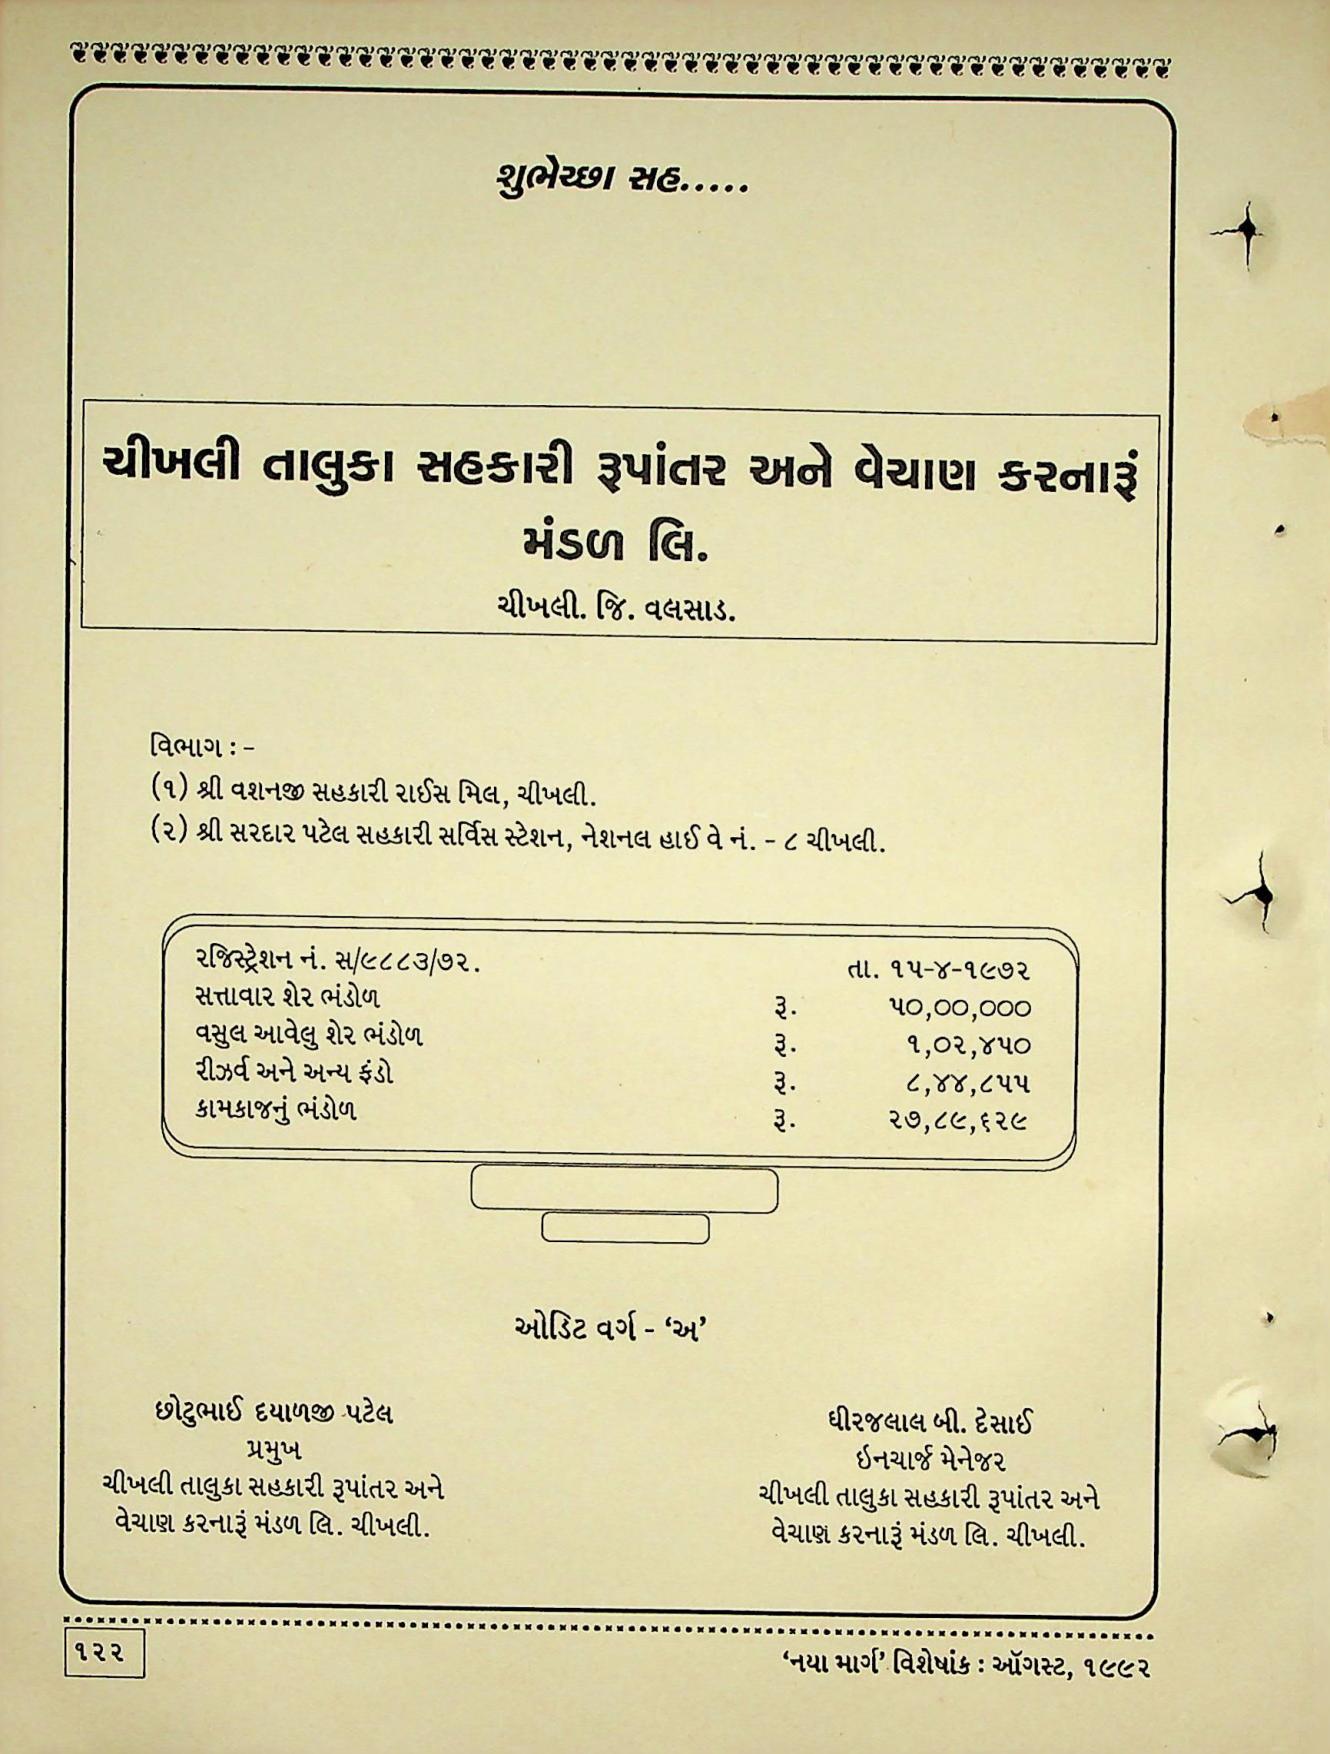 શુભેચ્છા સહ.....
ચીખલી તાલુકા સહકારી રૂપાંતર અને વેચાણ કરનારૂં
મંડળ લિ.
ચીખલી. જિ. વલસાડ.
વિભાગ : -
(૧) શ્રી વશનજી સહકારી રાઈસ મિલ, ચીખલી.
(૨) શ્રી સરદાર પટેલ સહકારી સર્વિસ સ્ટેશન, નેશનલ હાઈ વે નં. - ૮ ચીખલી.
રજિસ્ટ્રેશન નં. સ/૯૮૮૩/૭૨. તા. ૧૫-૪-૧૯૭૨
સત્તાવાર શેર ભંડોળ રૂ. ૫૦,૦૦,૦૦૦
વસુલ આવેલુ શેર ભંડોળ રૂ. ૧,૦૨,૪૫૦
રીઝર્વ અને અન્ય ફંડો રૂ. ૮,૪૪,૮૫૫
કામકાજનું ભંડોળ રૂ. ૨૭,૮૯,૬૨૯
ઓડિટ વર્ગ - ‘અ’
છોટુભાઈ દયાળજી પટેલ
પ્રમુખ
ચીખલી તાલુકા સહકારી રૂપાંતર અને
વેચાણ કરનારૂં મંડળ લિ. ચીખલી.
ધીરજલાલ બી. દેસાઈ
ઇનચાર્જ મેનેજર
ચીખલી તાલુકા સહકારી રૂપાંતર અને
વેચાણ કરનારૂં મંડળ લિ. ચીખલી.
૧૨૨
‘નયા માર્ગ’ વિશેષાંક : ઑગસ્ટ, ૧૯૯૨